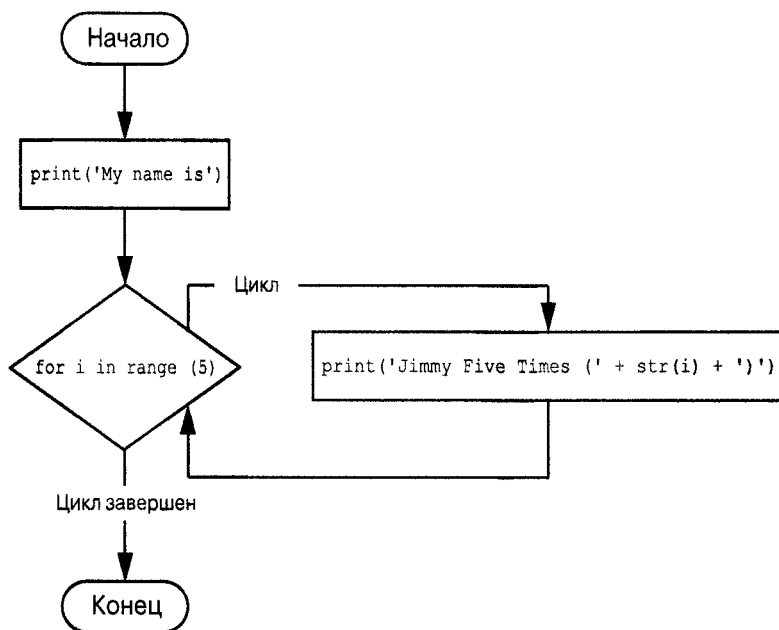 Начало
print('My name is')
Цикл
for i in range (5)
print('Jimmy Five Times (' + str(i) + ')')
Цикл завершен
Конец